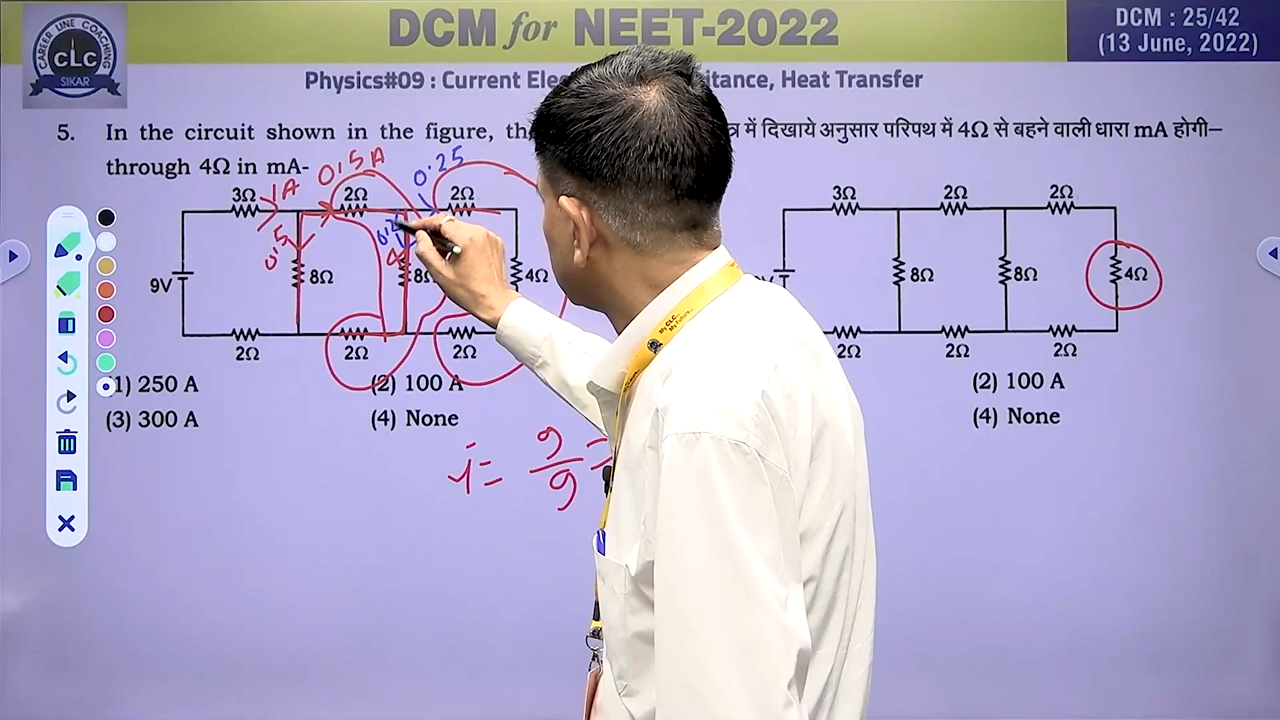 DCM for NEET-2022
DCM : 25/42
(13 June, 2022)
CAREER LINE COACHING
CLC
SIKAR
Physics#09 : Current Elec itance, Heat Transfer
5. In the circuit shown in the figure, th
through 4Ω in mA-
त्र में दिखाये अनुसार परिपथ में 4Ω से बहने वाली धारा mA होगी–
1A
0.5A
0.25
3Ω 2Ω 2Ω
0.5
9V 8Ω 8Ω 4Ω
2Ω 2Ω 2Ω
3Ω 2Ω 2Ω
8Ω 8Ω 4Ω
2Ω 2Ω 2Ω
(1) 250 A (2) 100 A
(3) 300 A (4) None
(2) 100 A
(4) None
i = 9/9 =